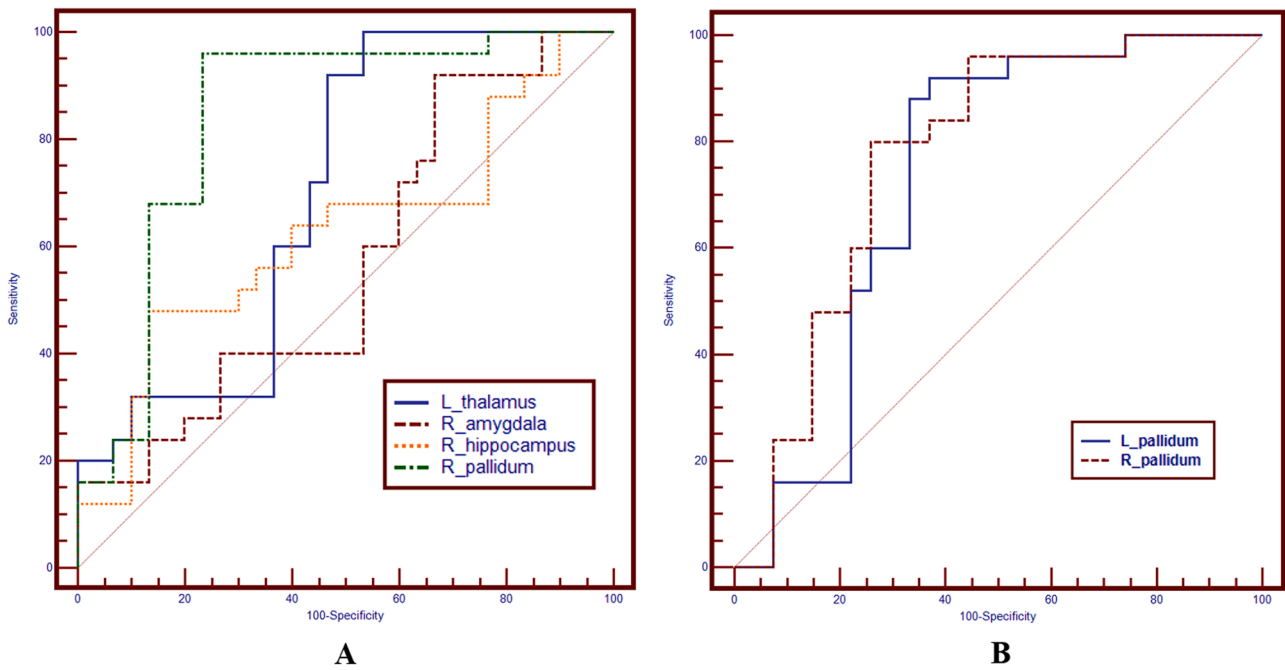 100
80
60
40
20
0
Sensitivity
0 20 40 60 80 100
100-Specificity
L_thalamus
R_amygdala
R_hippocampus
R_pallidum
A
100
80
60
40
20
0
Sensitivity
0 20 40 60 80 100
100-Specificity
L_pallidum
R_pallidum
B